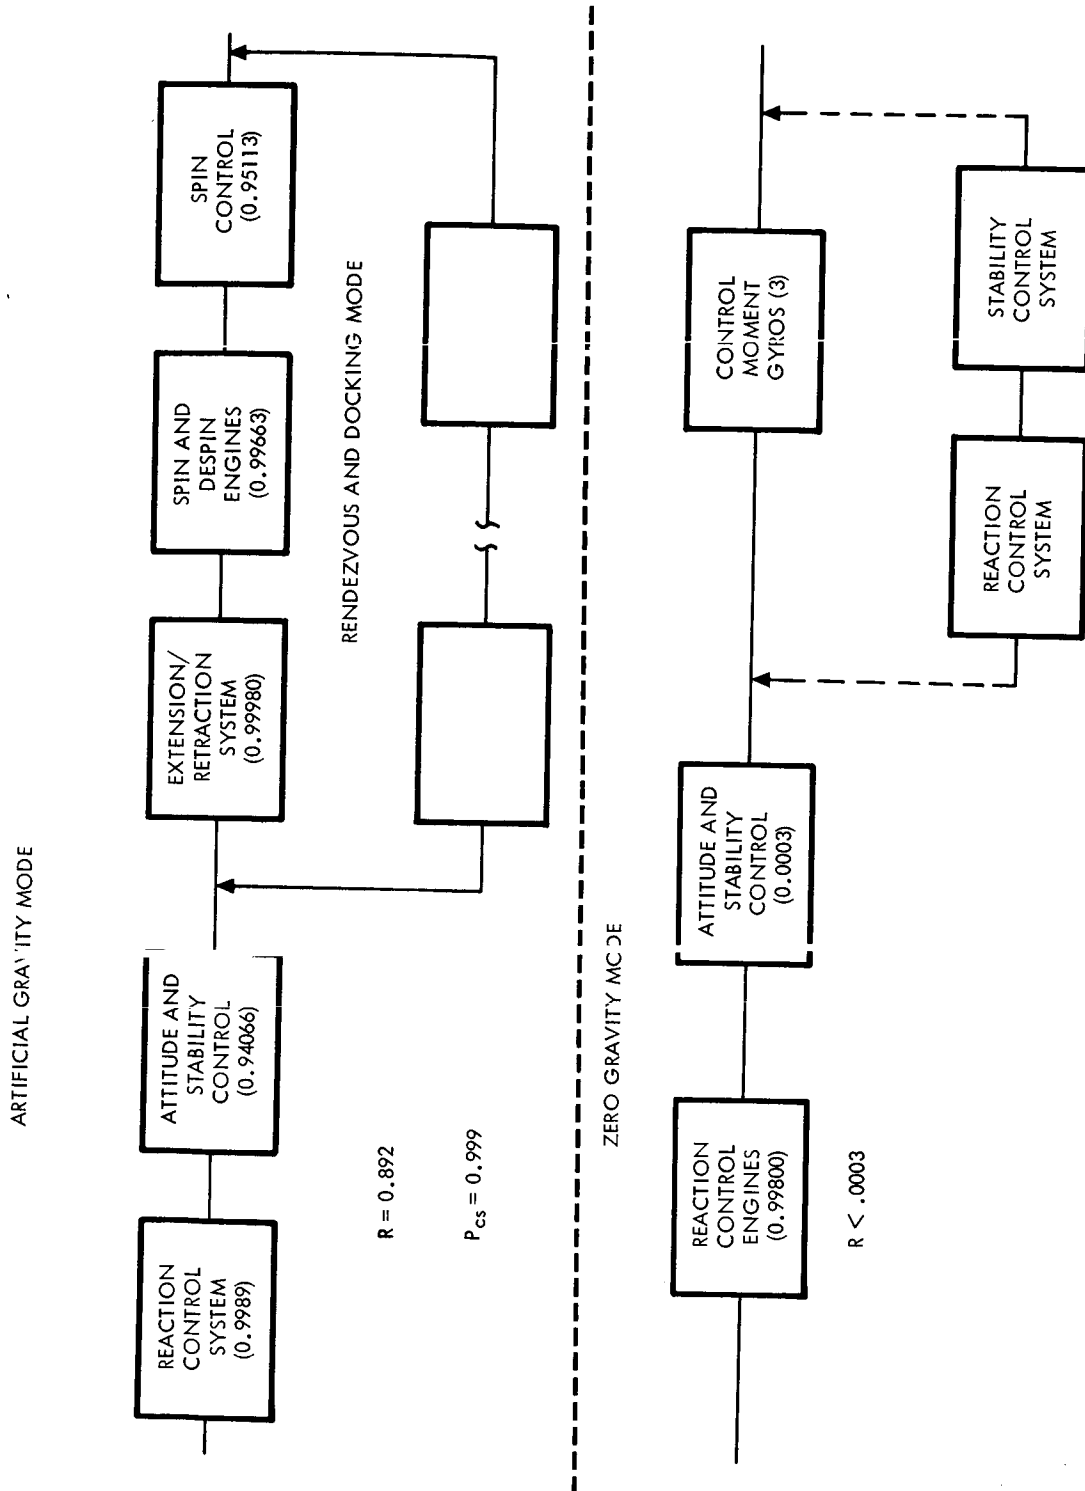 ARTIFICIAL GRAVITY MODE
REACTION
CONTROL
SYSTEM
(0.9989)
ATTITUDE AND
STABILITY
CONTROL
(0.94066)
EXTENSION/
RETRACTION
SYSTEM
(0.99980)
SPIN AND
DESPIN
ENGINES
(0.99663)
SPIN
CONTROL
(0.95113)
RENDEZVOUS AND DOCKING MODE
R = 0.892
Pcs = 0.999
ZERO GRAVITY MODE
REACTION
CONTROL
ENGINES
(0.99800)
ATTITUDE AND
STABILITY
CONTROL
(0.0003)
CONTROL
MOMENT
GYROS (3)
REACTION
CONTROL
SYSTEM
STABILITY
CONTROL
SYSTEM
R < .0003